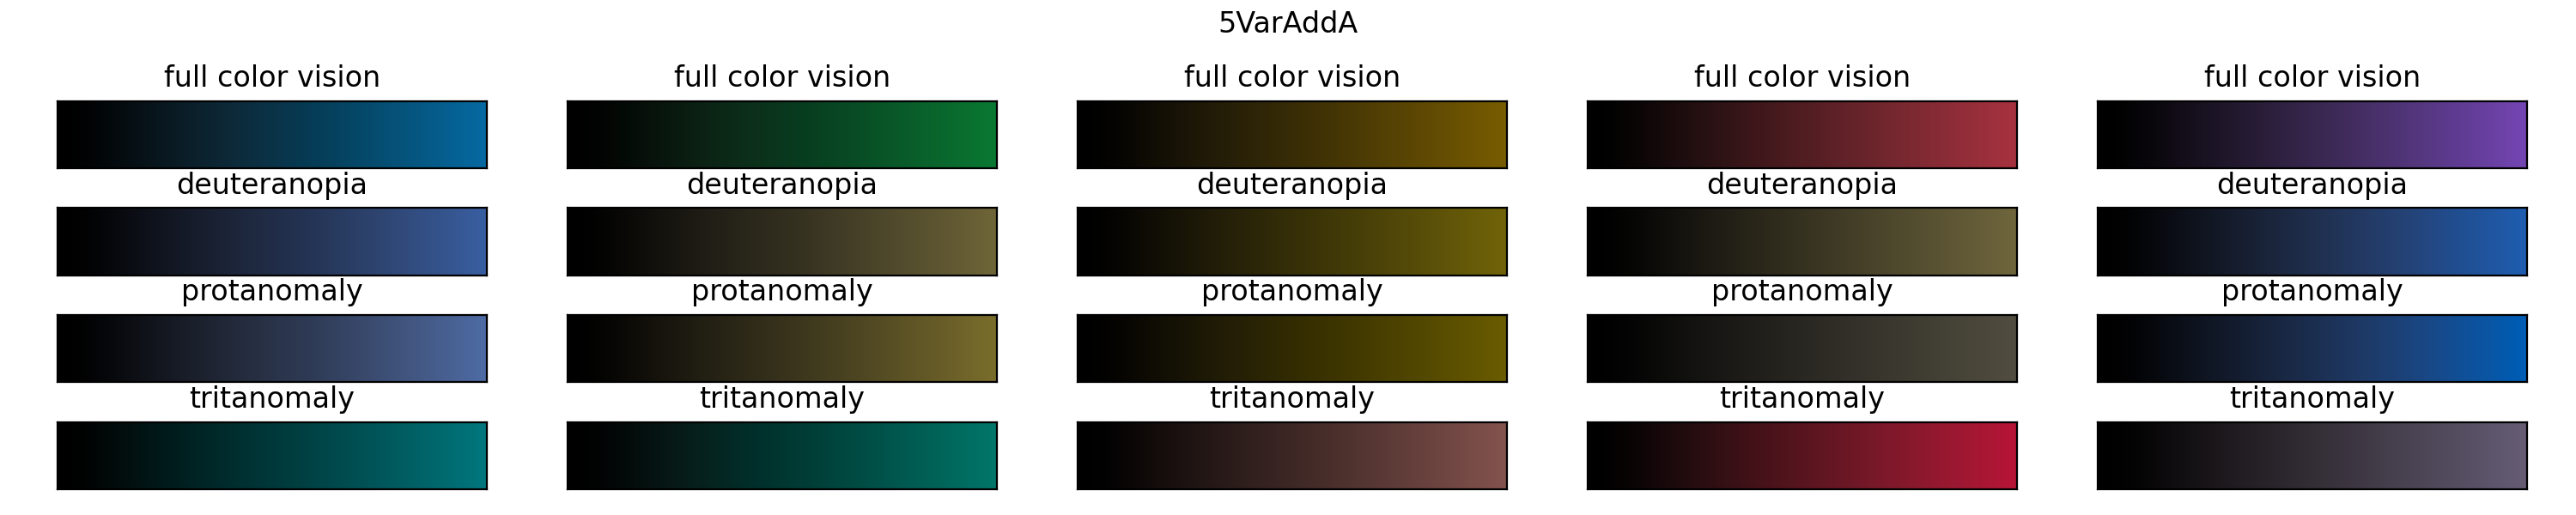 5VarAddA
full color vision full color vision full color vision full color vision full color vision
deuteranopia deuteranopia deuteranopia deuteranopia deuteranopia
protanomaly protanomaly protanomaly protanomaly protanomaly
tritanomaly tritanomaly tritanomaly tritanomaly tritanomaly